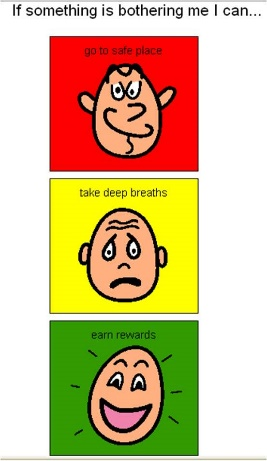 If something is bothering me I can...
go to safe place
take deep breaths
earn rewards